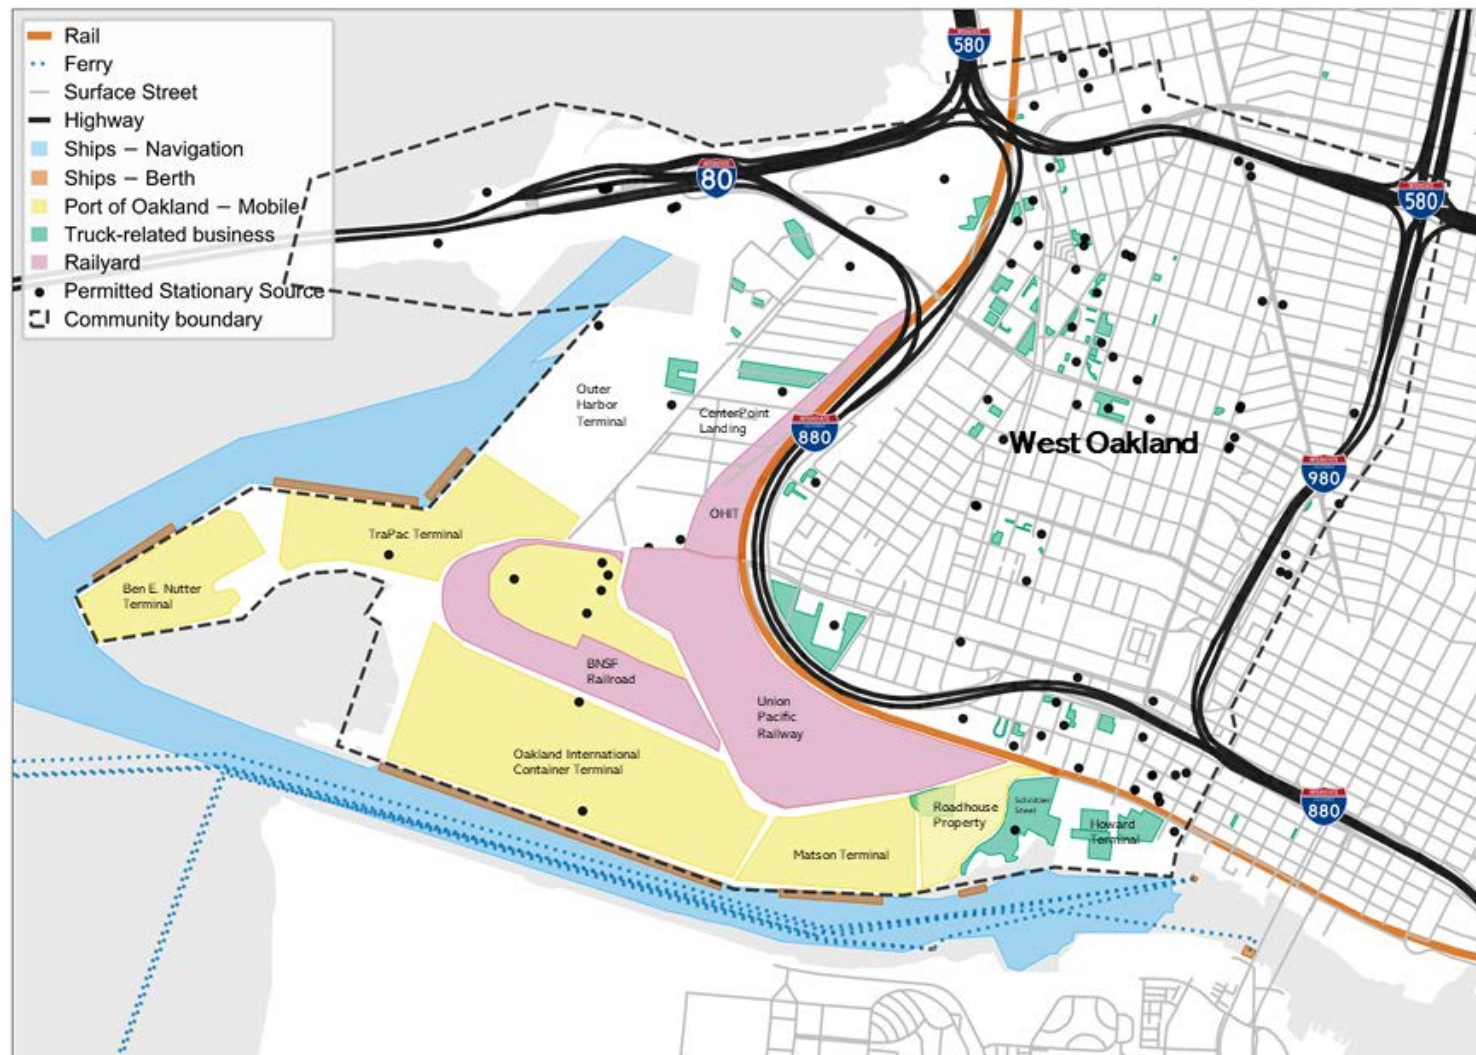 Rail
Ferry
Surface Street
Highway
Ships – Navigation
Ships – Berth
Port of Oakland – Mobile
Truck-related business
Railyard
Permitted Stationary Source
Community boundary
580
80
580
Outer
Harbor
Terminal
CenterPoint
Landing
880
West Oakland
980
OHIT
TraPac Terminal
Ben E. Nutter
Terminal
BNSF
Railroad
Union
Pacific
Railway
Oakland International
Container Terminal
Roadhouse
Property
Schnitzer
Steel
Howard
Terminal
880
Matson Terminal